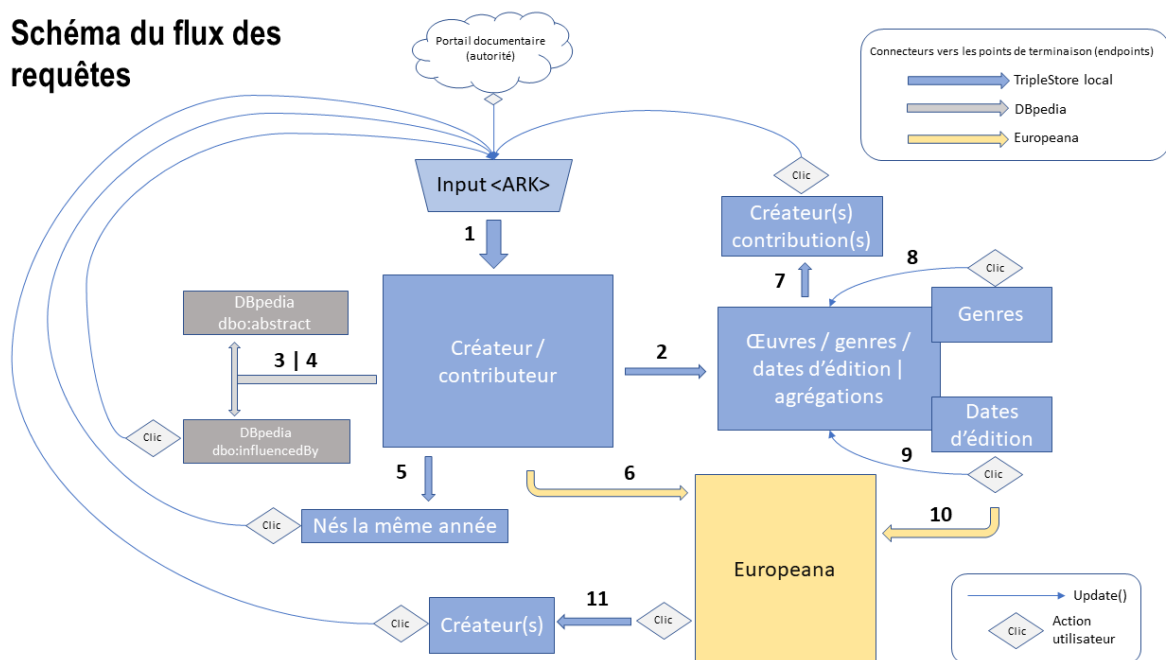 Schéma du flux des
requêtes
Portail documentaire
(autorité)
Connecteurs vers les points de terminaison (endpoints)
TripleStore local
DBpedia
Europeana
Input <ARK>
1
Clic
Créateur(s)
contribution(s)
7
8
Clic
Genres
DBpedia
dbo:abstract
3 | 4
Créateur /
contributeur
2
Œuvres / genres /
dates d’édition |
agrégations
Dates
d’édition
Clic
DBpedia
dbo:influencedBy
9
Clic
5
6
10
Clic
Nés la même année
Europeana
Clic
Créateur(s)
11
Clic
Update()
Clic
Action
utilisateur